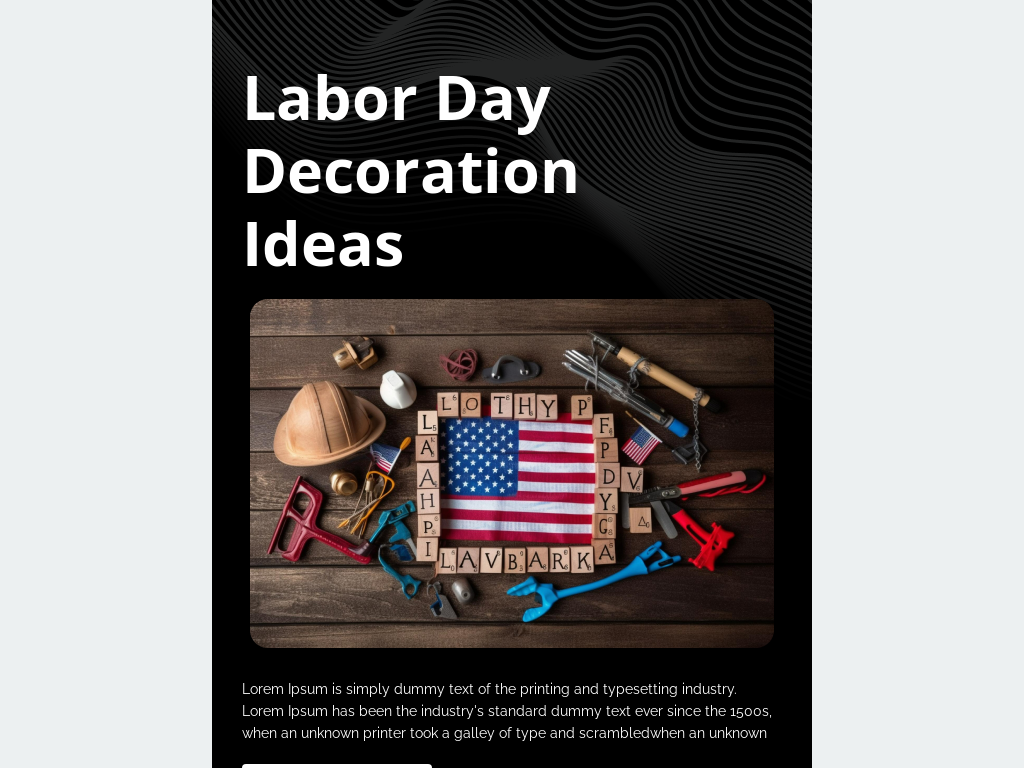 Labor Day
Decoration
Ideas
LOTHY P
L
A
A
H
P
I
F
P
D
V
Y
G
A
LAVBARKA
Lorem Ipsum is simply dummy text of the printing and typesetting industry.
Lorem Ipsum has been the industry's standard dummy text ever since the 1500s,
when an unknown printer took a galley of type and scrambledwhen an unknown